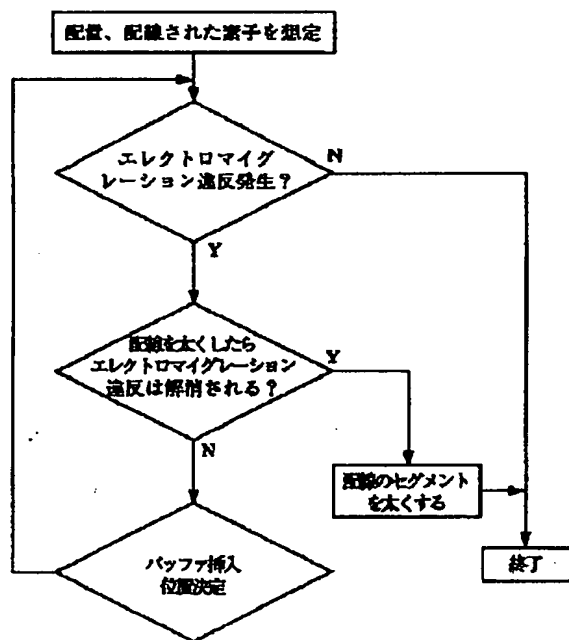 配置、配線された素子を想定
エレクトロマイグ
レーション違反発生?
N
Y
配線を太くしたら
エレクトロマイグレーション
違反は解消される?
Y
N
配線のセグメント
を太くする
バッファ挿入
位置決定
終了